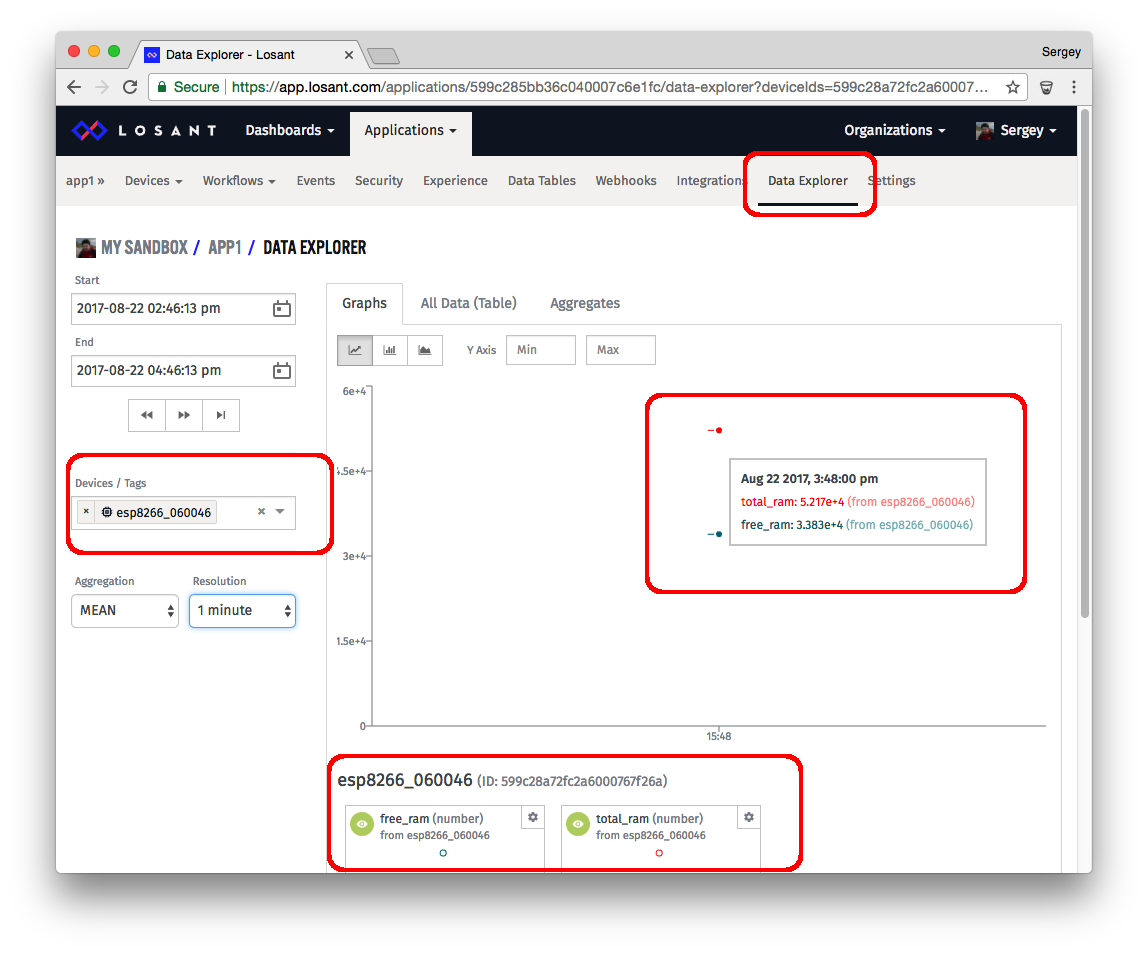 Data Explorer - Losant
Sergey
Secure https://app.losant.com/applications/599c285bb36c040007c6e1fc/data-explorer?deviceIds=599c28a72fc2a60007...
LOSANT Dashboards Applications Organizations Sergey
app1 » Devices Workflows Events Security Experience Data Tables Webhooks Integrations Data Explorer Settings
MY SANDBOX / APP1 / DATA EXPLORER
Start
2017-08-22 02:46:13 pm
End
2017-08-22 04:46:13 pm
Devices / Tags
× esp8266_060046 ×
Aggregation Resolution
MEAN 1 minute
Graphs All Data (Table) Aggregates
Y Axis Min Max
6e+4
4.5e+4
3e+4
1.5e+4
0
15:48
Aug 22 2017, 3:48:00 pm
total_ram: 5.217e+4 (from esp8266_060046)
free_ram: 3.383e+4 (from esp8266_060046)
esp8266_060046 (ID: 599c28a72fc2a6000767f26a)
free_ram (number)
from esp8266_060046
total_ram (number)
from esp8266_060046